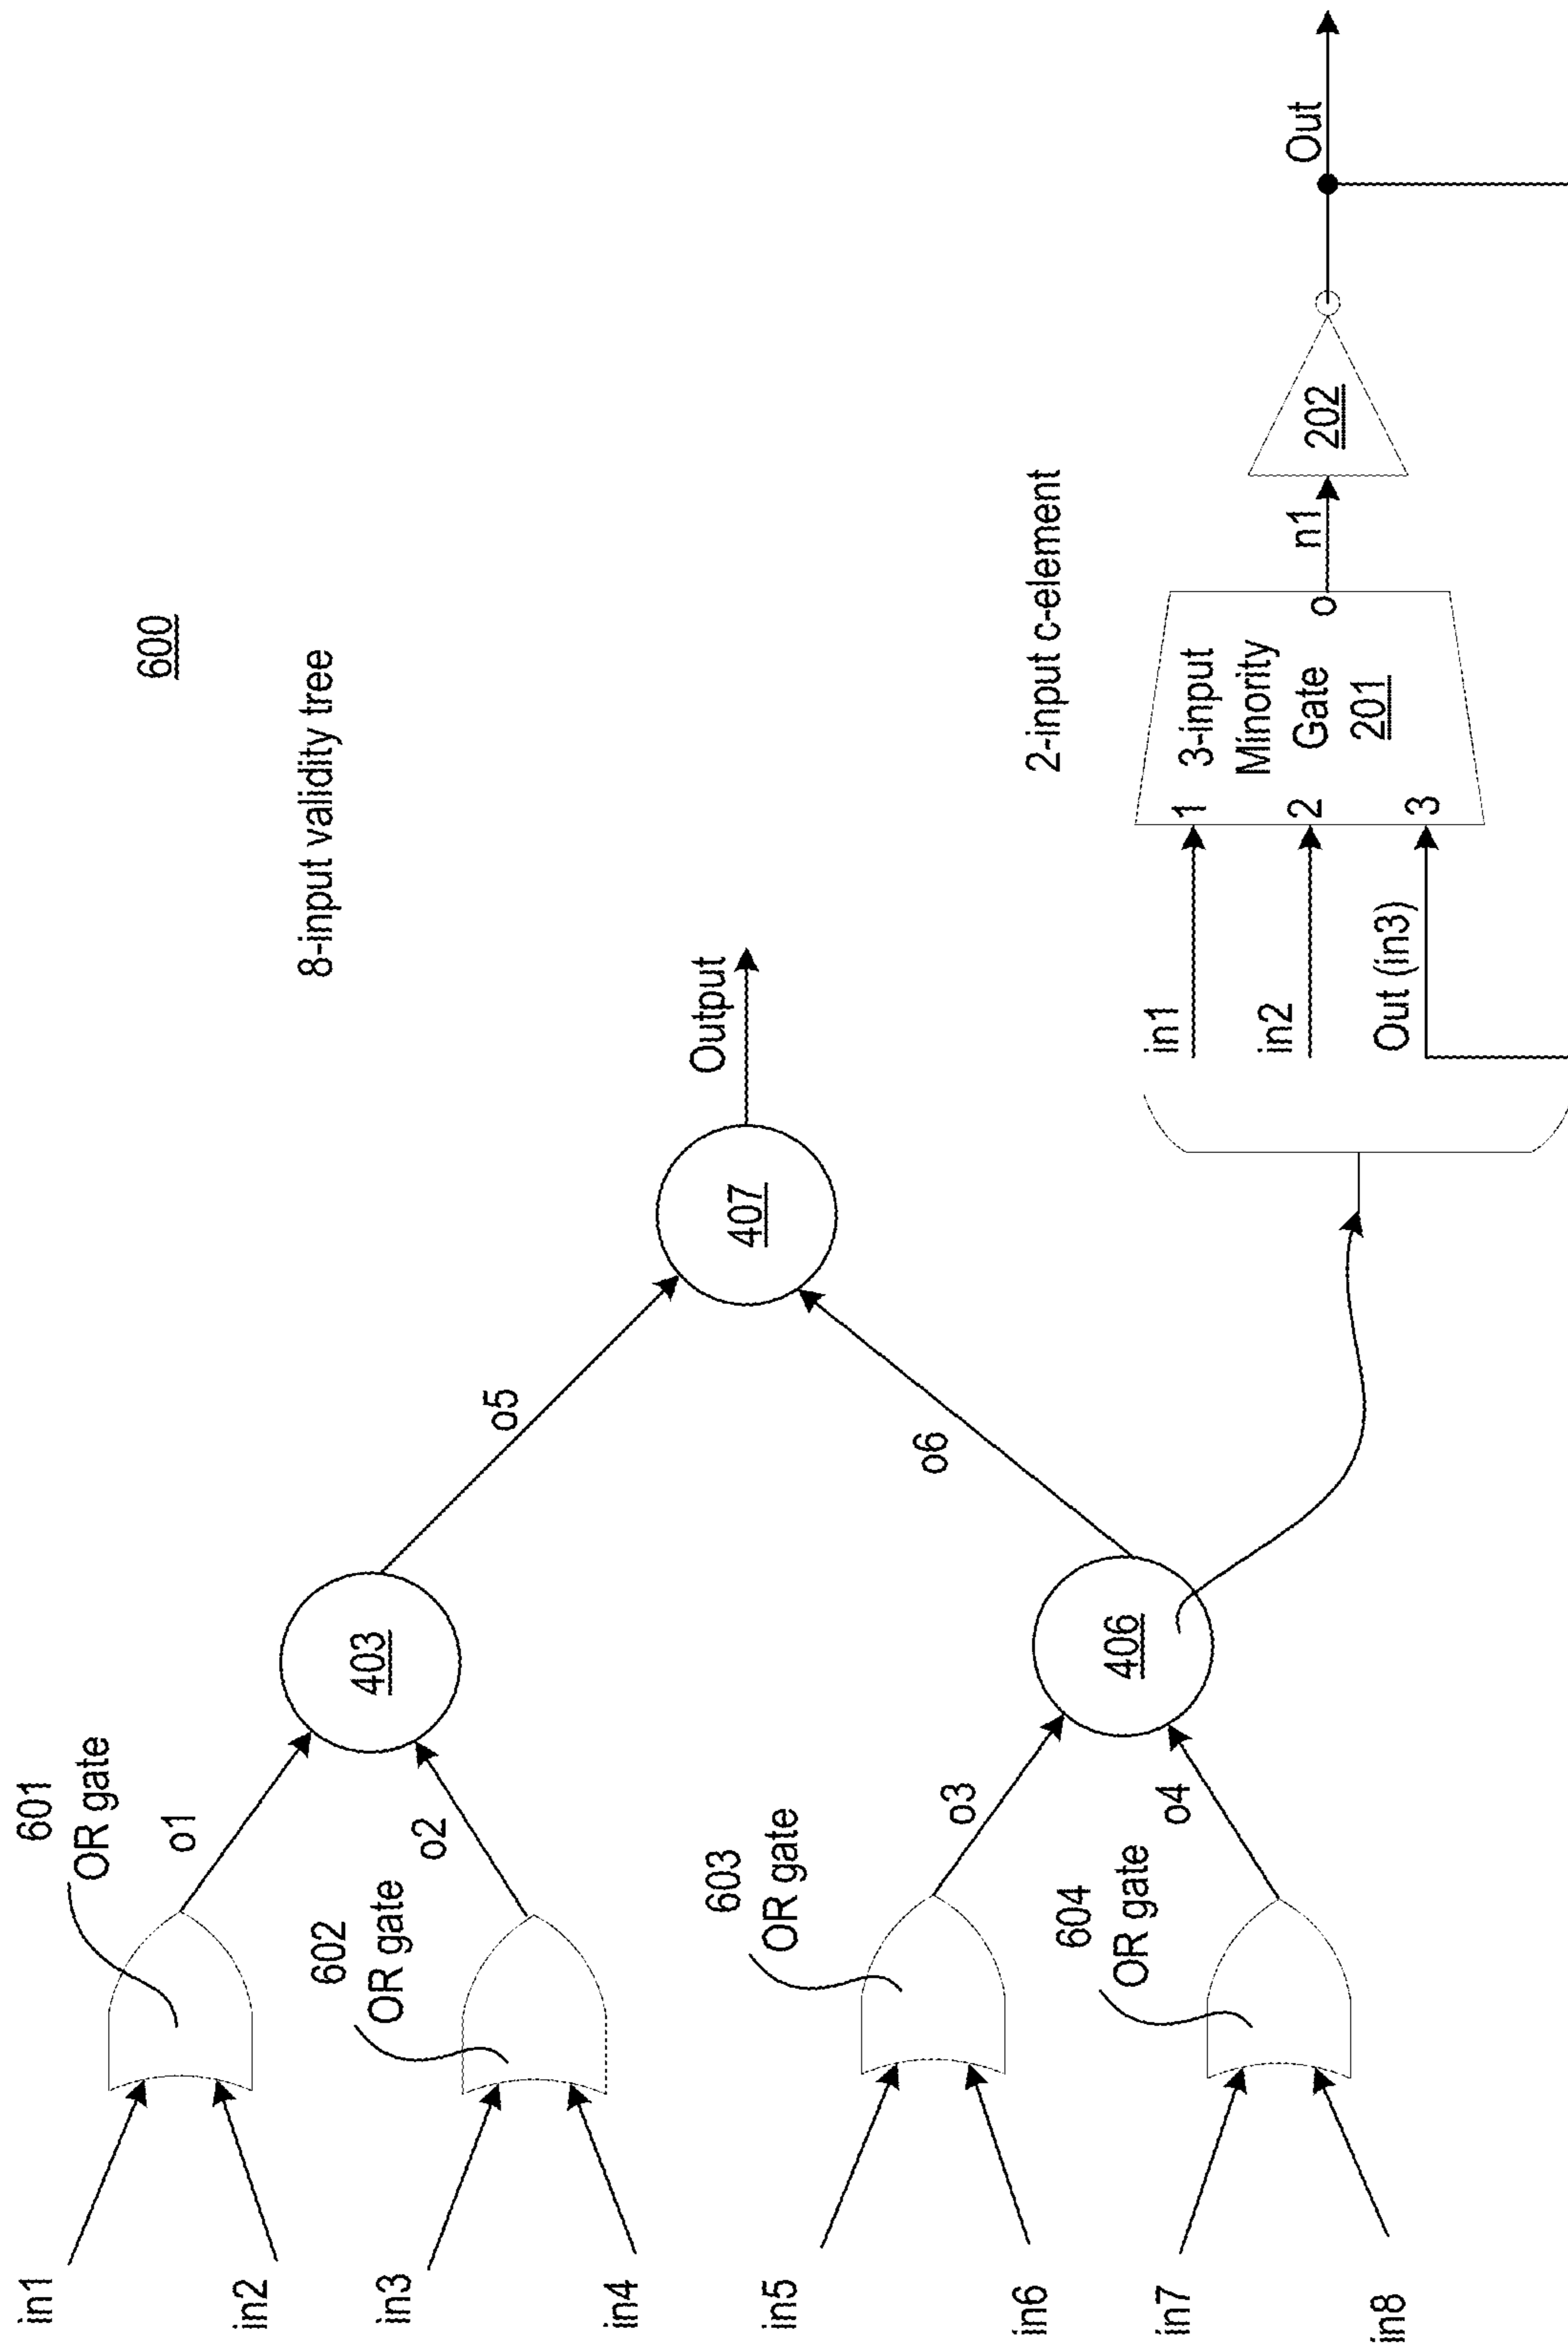 600
8-input validity tree
in1
in2
in3
in4
in5
in6
in7
in8
601
OR gate
602
OR gate
603
OR gate
604
OR gate
o1
o2
o3
o4
403
406
o5
o6
407
Output
2-input c-element
in1
in2
Out (in3)
1
2
3
3-input
Minority
Gate
201
o
n1
202
Out